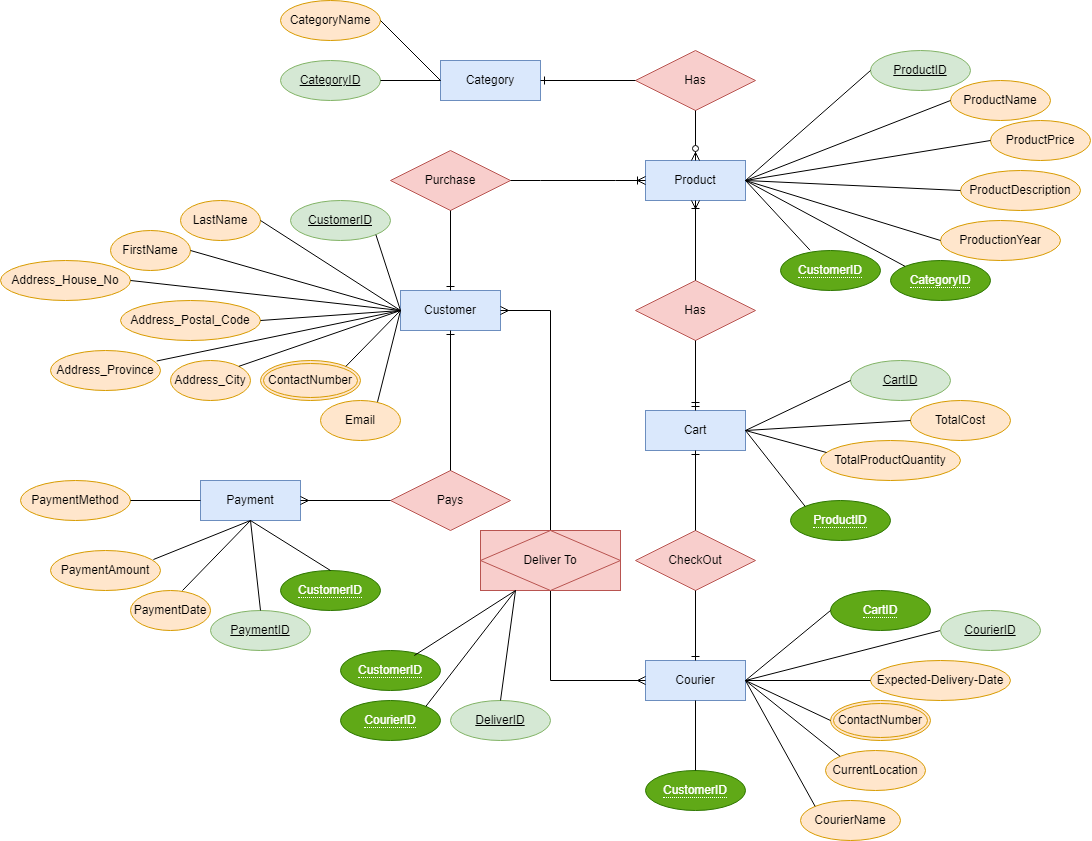 CategoryName
CategoryID
Category
Has
ProductID
ProductName
ProductPrice
ProductDescription
ProductionYear
Purchase
Product
CustomerID
CategoryID
LastName
CustomerID
FirstName
Address_House_No
Address_Postal_Code
Customer
Has
Address_Province
Address_City
ContactNumber
Email
CartID
TotalCost
Cart
TotalProductQuantity
ProductID
PaymentMethod
Payment
Pays
PaymentAmount
CustomerID
PaymentDate
PaymentID
Deliver To
CheckOut
CartID
CourierID
CustomerID
CourierID
DeliverID
Courier
Expected-Delivery-Date
ContactNumber
CurrentLocation
CustomerID
CourierName